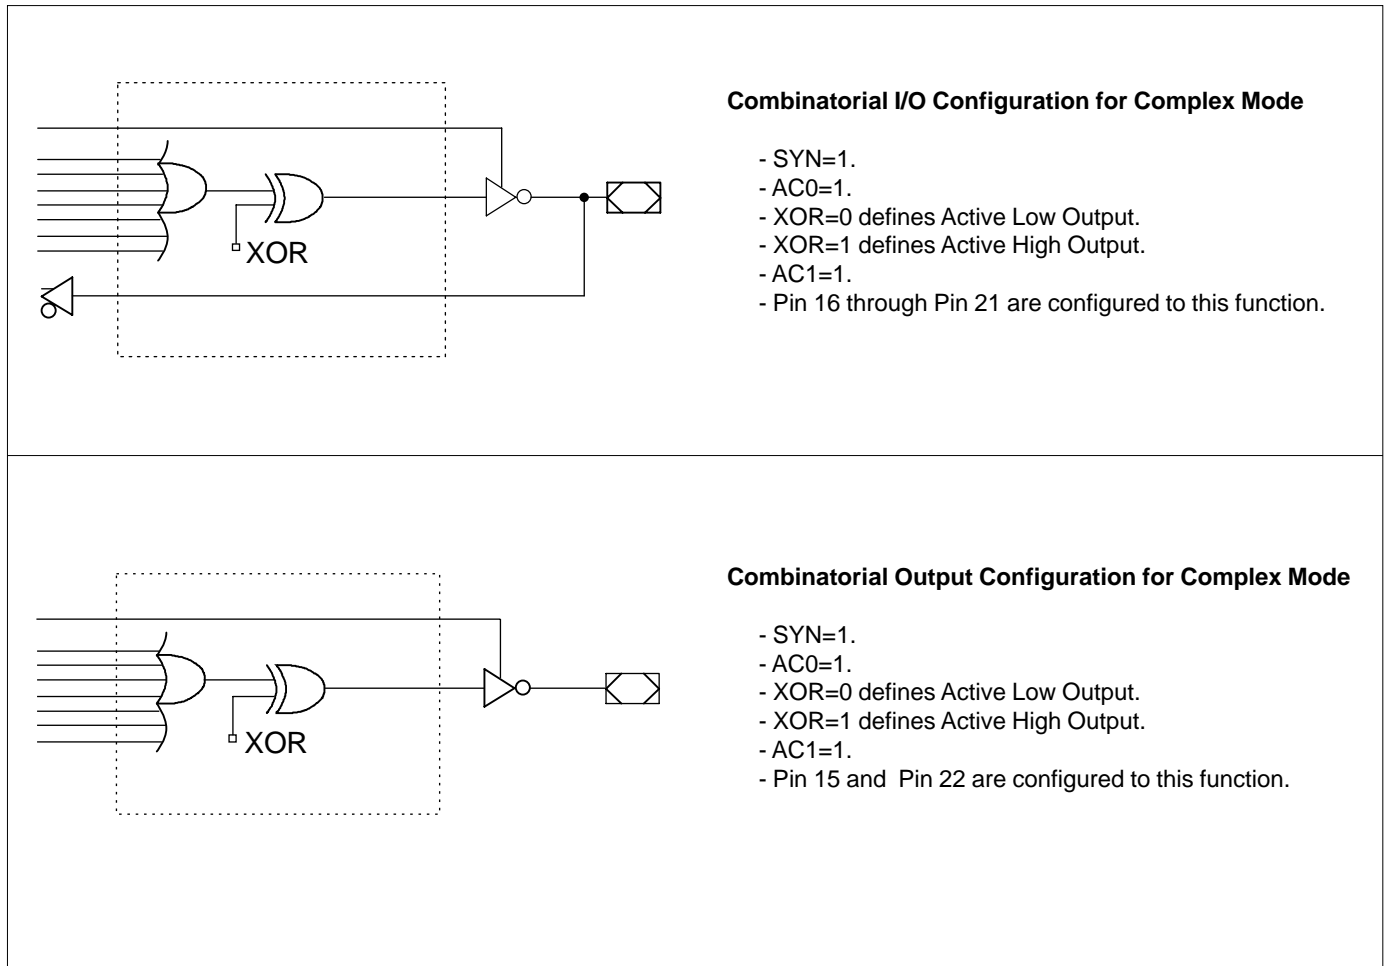 Combinatorial I/O Configuration for Complex Mode
- SYN=1.
- AC0=1.
- XOR=0 defines Active Low Output.
- XOR=1 defines Active High Output.
- AC1=1.
- Pin 16 through Pin 21 are configured to this function.
XOR
Combinatorial Output Configuration for Complex Mode
- SYN=1.
- AC0=1.
- XOR=0 defines Active Low Output.
- XOR=1 defines Active High Output.
- AC1=1.
- Pin 15 and  Pin 22 are configured to this function.
XOR